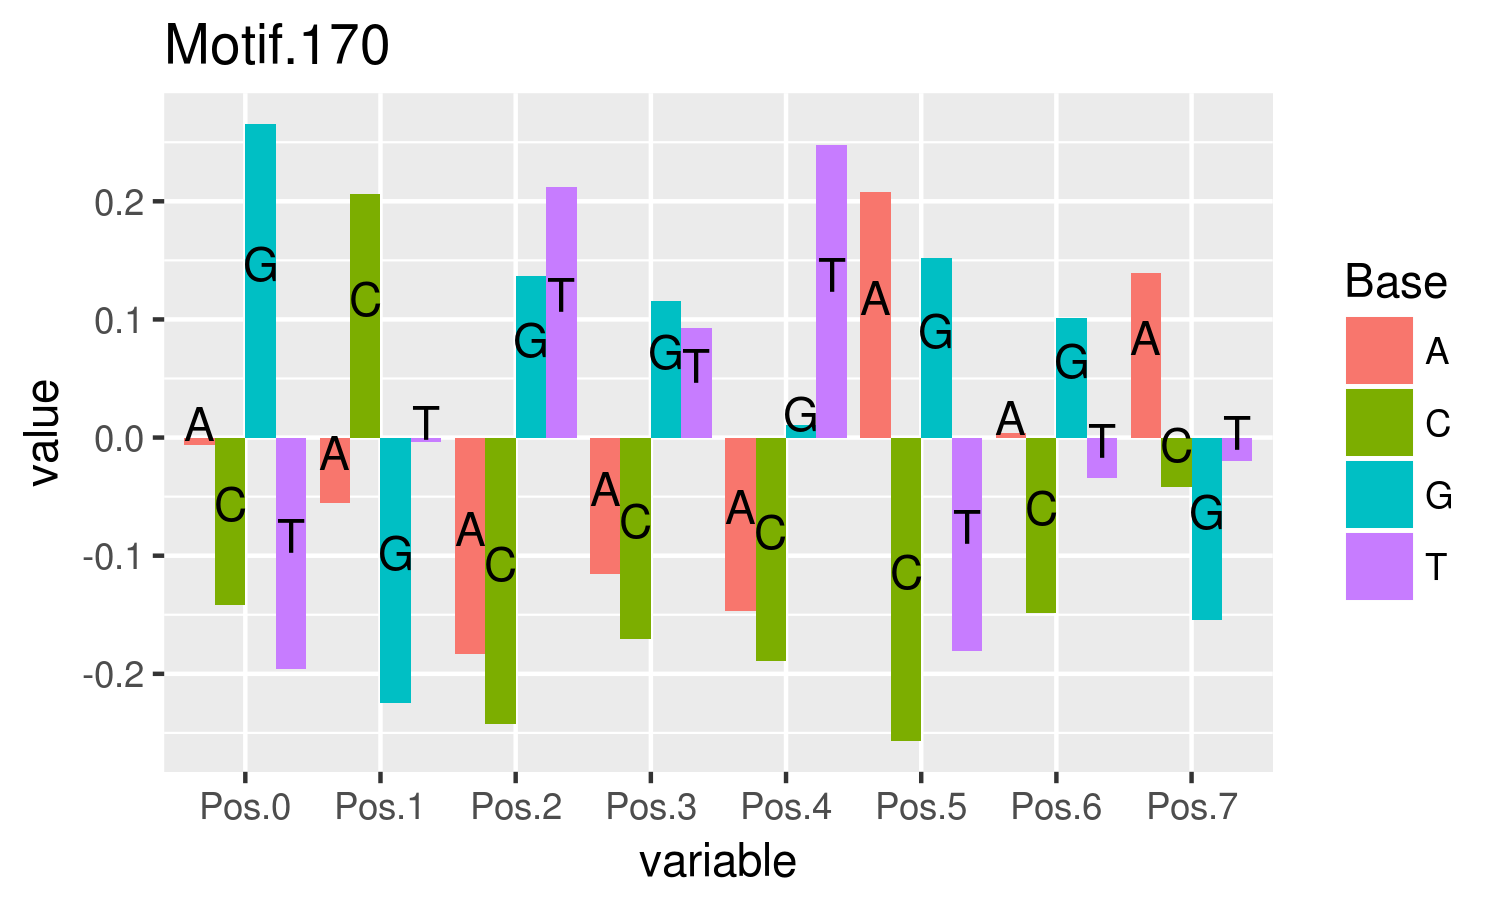 Motif.170
value
0.2
0.1
0.0
-0.1
-0.2
A C G T
A C G T
A C G T
A C G T
A C G T
A C G T
A C G T
A C G T
Pos.0 Pos.1 Pos.2 Pos.3 Pos.4 Pos.5 Pos.6 Pos.7
variable
Base
A
C
G
T